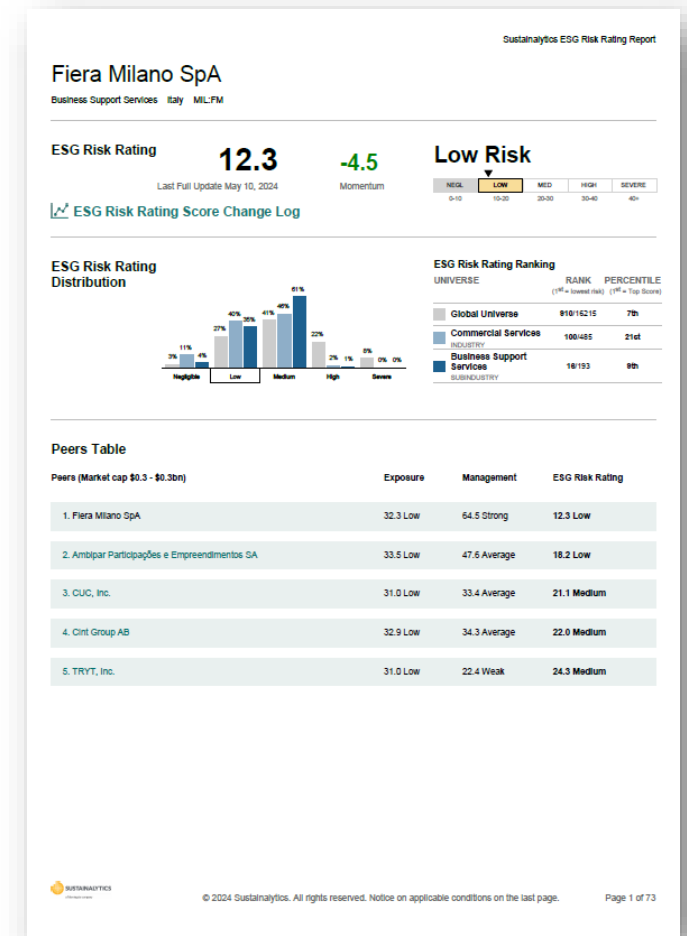 Sustainalytics ESG Risk Rating Report
Fiera Milano SpA
Business Support Services Italy MIL:FM
ESG Risk Rating
12.3
-4.5
Low Risk
Last Full Update May 10, 2024
Momentum
NEGL LOW MED HIGH SEVERE
0-10 10-20 20-30 30-40 40+
ESG Risk Rating Score Change Log
ESG Risk Rating
Distribution
3% 11% 4%
27% 40% 35%
41% 46% 61%
22% 2% 1%
6% 0% 0%
Negligible Low Medium High Severe
ESG Risk Rating Ranking
UNIVERSE RANK PERCENTILE
(1st = lowest risk) (1st = Top Score)
Global Universe 910/16215 7th
Commercial Services 100/485 21st
INDUSTRY
Business Support
Services 16/193 9th
SUBINDUSTRY
Peers Table
Peers (Market cap $0.3 - $0.3bn) Exposure Management ESG Risk Rating
1. Fiera Milano SpA 32.3 Low 64.5 Strong 12.3 Low
2. Ambipar Participações e Empreendimentos SA 33.5 Low 47.6 Average 18.2 Low
3. CUC, Inc. 31.0 Low 33.4 Average 21.1 Medium
4. Cint Group AB 32.9 Low 34.3 Average 22.0 Medium
5. TRYT, Inc. 31.0 Low 22.4 Weak 24.3 Medium
SUSTAINALYTICS
© 2024 Sustainalytics. All rights reserved. Notice on applicable conditions on the last page. Page 1 of 73